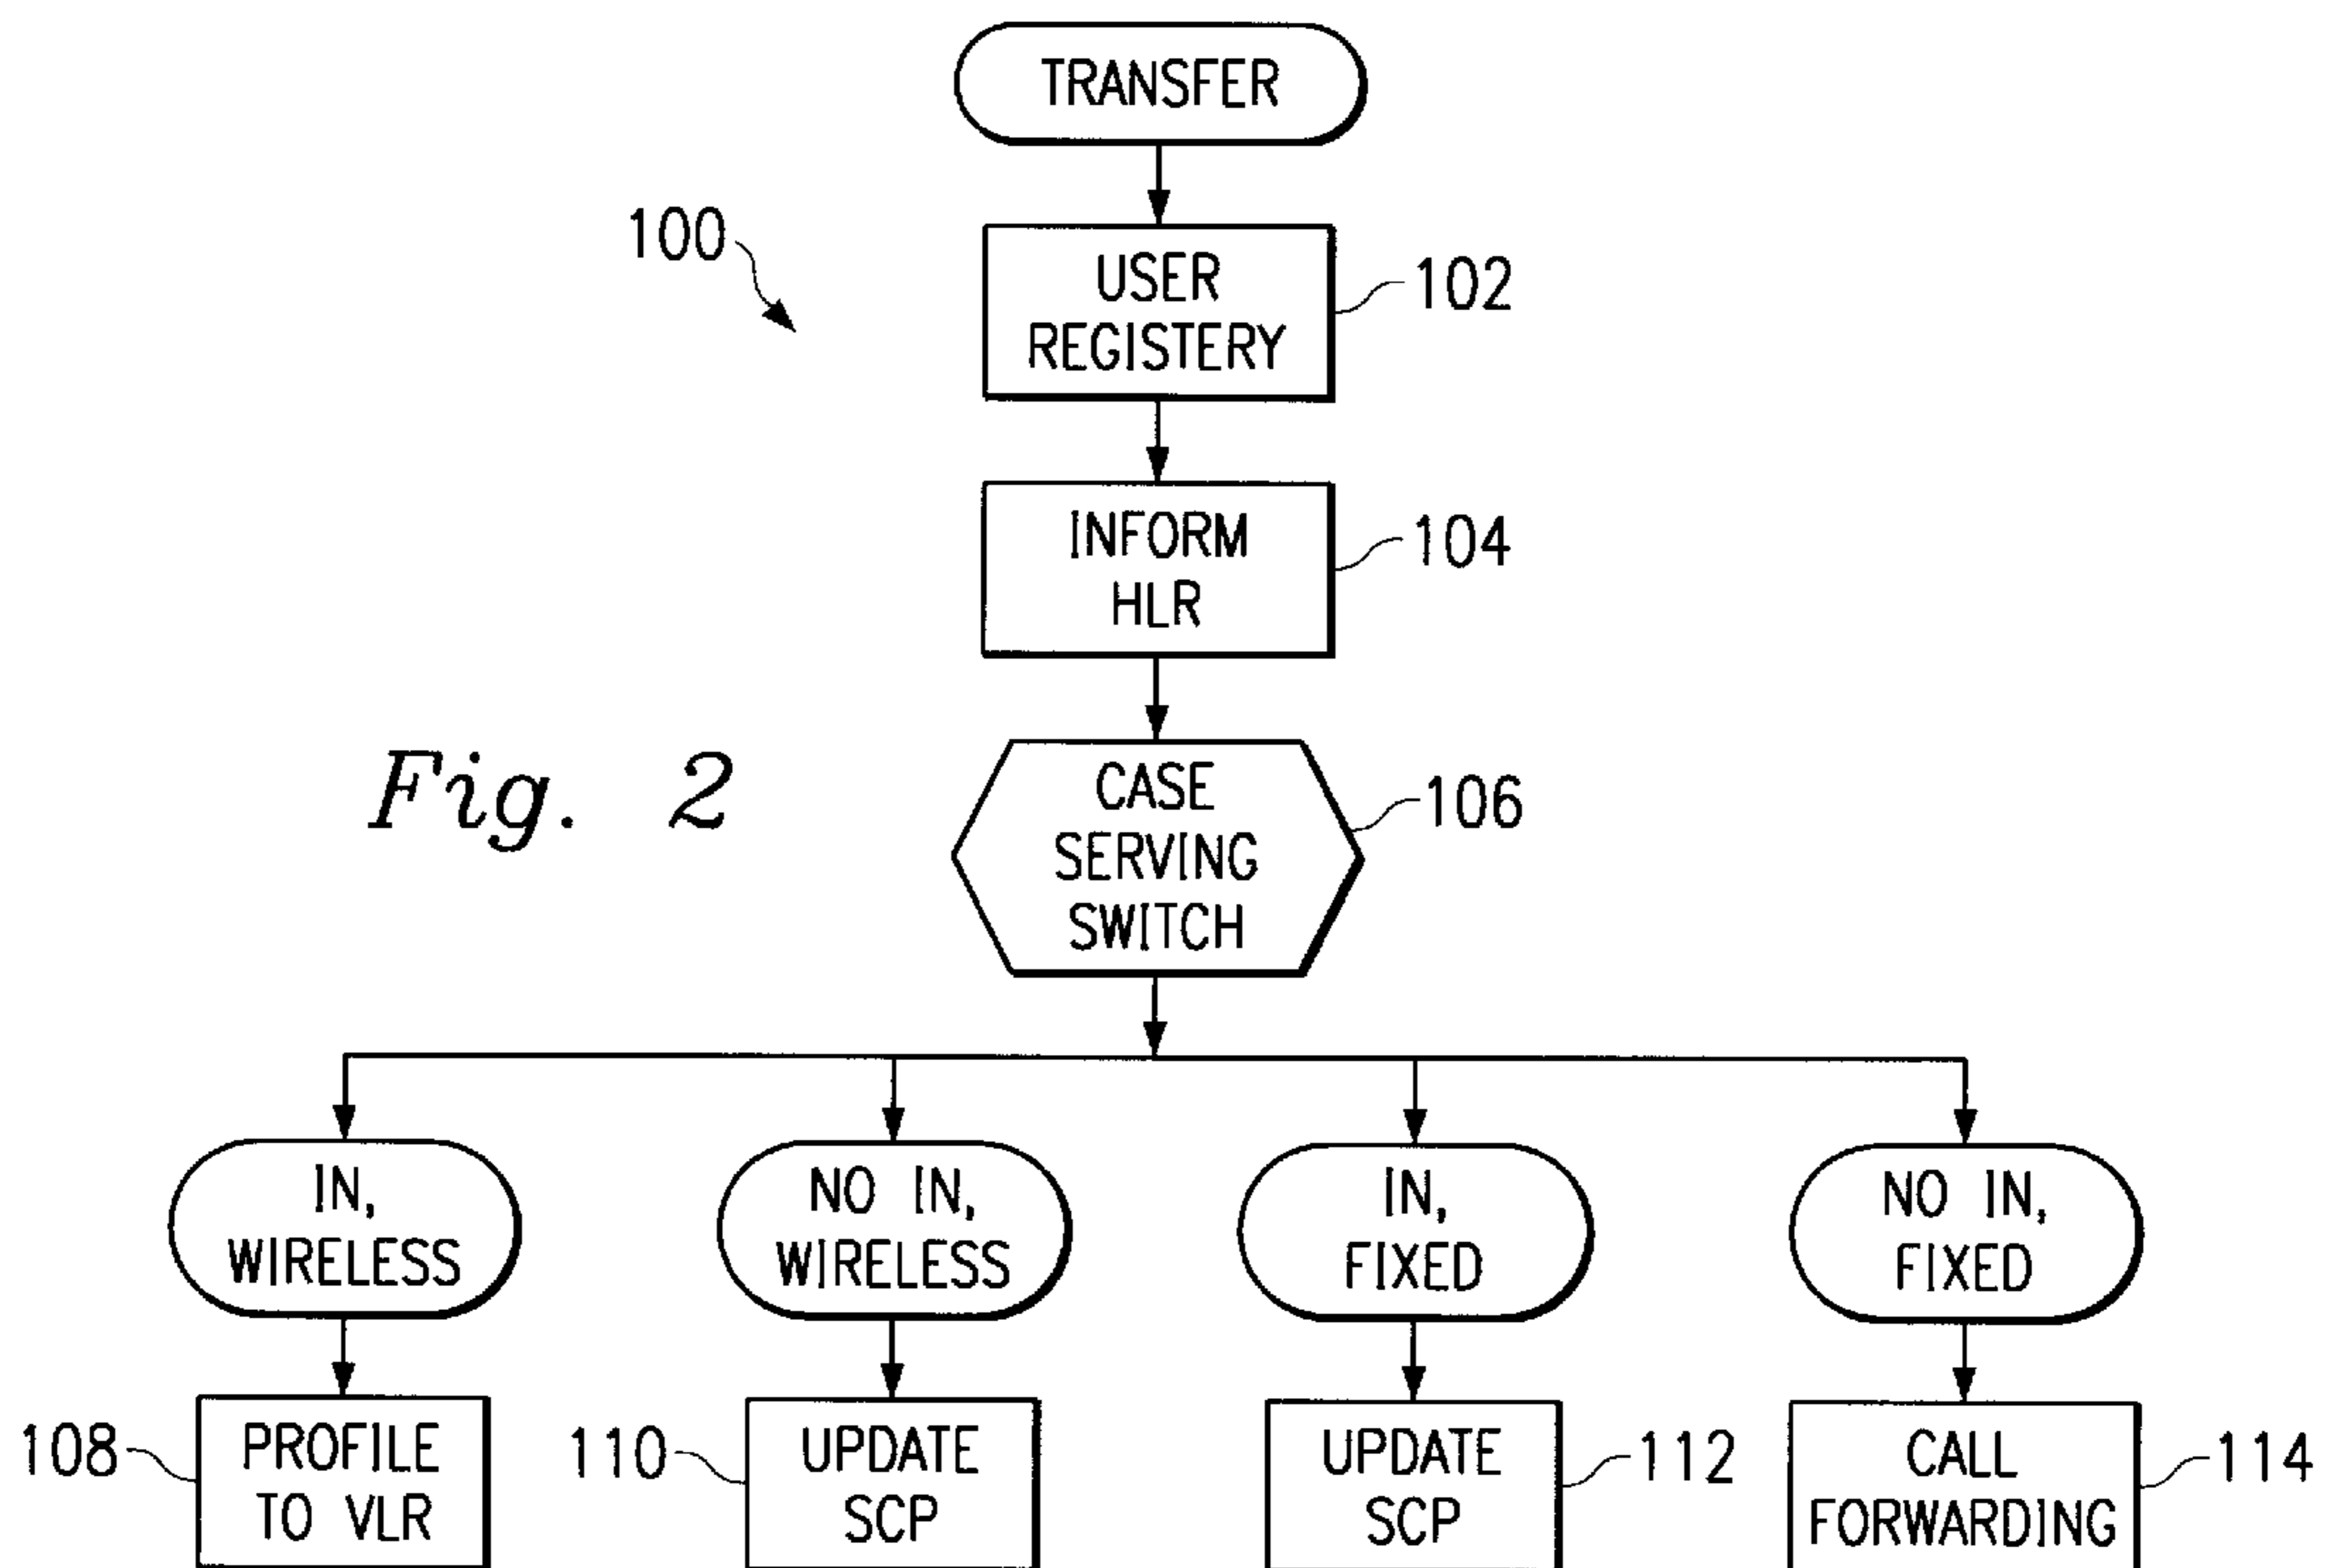 TRANSFER
100
USER
REGISTERY
102
INFORM
HLR
104
Fig. 2
CASE
SERVING
SWITCH
106
IN,
WIRELESS
NO IN,
WIRELESS
IN,
FIXED
NO IN,
FIXED
108
PROFILE
TO VLR
110
UPDATE
SCP
UPDATE
SCP
112
CALL
FORWARDING
114